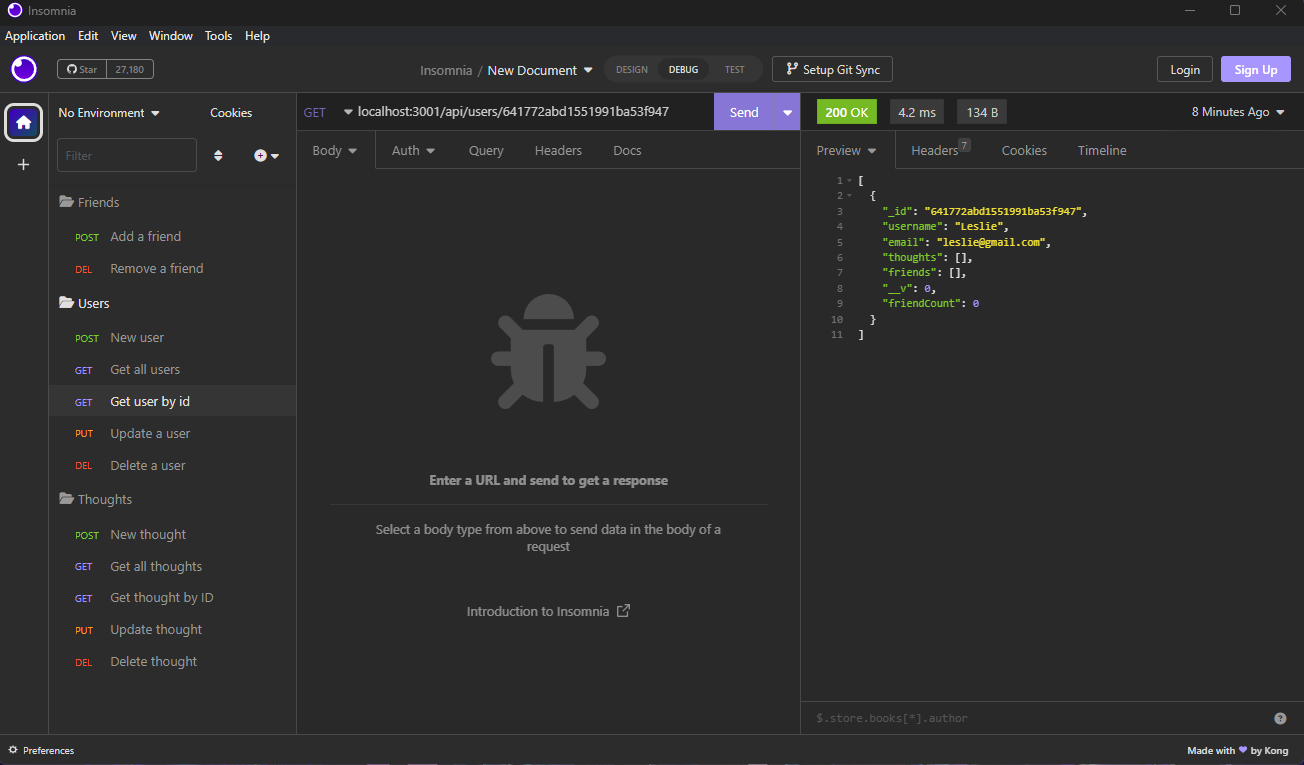 Insomnia
Application Edit View Window Tools Help
Star 27,180
Insomnia / New Document
DESIGN DEBUG TEST
Setup Git Sync
Login
Sign Up
No Environment
Cookies
Filter
Friends
POST Add a friend
DEL Remove a friend
Users
POST New user
GET Get all users
GET Get user by id
PUT Update a user
DEL Delete a user
Thoughts
POST New thought
GET Get all thoughts
GET Get thought by ID
PUT Update thought
DEL Delete thought
GET localhost:3001/api/users/641772abd1551991ba53f947 Send
Body Auth Query Headers Docs
Enter a URL and send to get a response
Select a body type from above to send data in the body of a
request
Introduction to Insomnia
200 OK 4.2 ms 134 B 8 Minutes Ago
Preview Headers 7 Cookies Timeline
1 [
2 {
3 "_id": "641772abd1551991ba53f947",
4 "username": "Leslie",
5 "email": "leslie@gmail.com",
6 "thoughts": [],
7 "friends": [],
8 "__v": 0,
9 "friendCount": 0
10 }
11 ]
$.store.books[*].author ?
Preferences
Made with ♥ by Kong